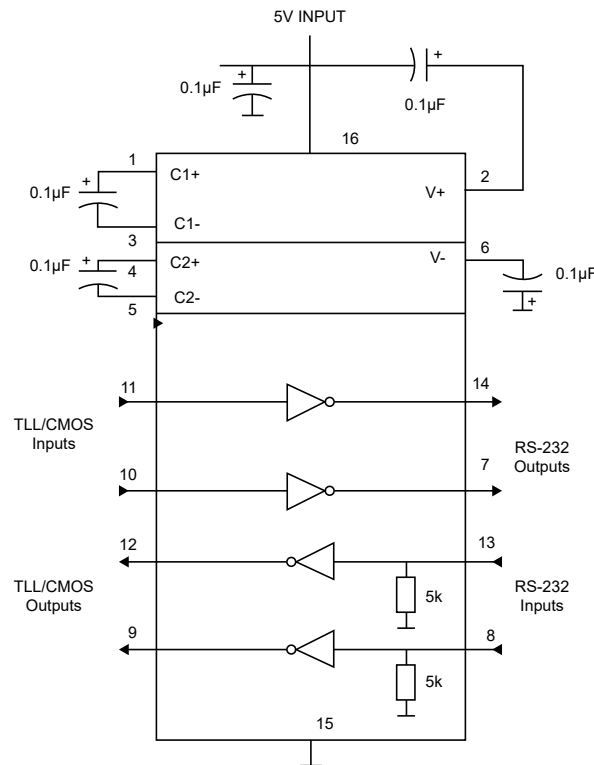 5V INPUT
+
+
0.1µF
0.1µF
16
1
C1+
2
V+
+
0.1µF
C1-
3
V-
6
0.1µF
+
4
C2+
0.1µF
C2-
5
+
11
14
TLL/CMOS
Inputs
RS-232
Outputs
10
7
12
13
TLL/CMOS
Outputs
5k
RS-232
Inputs
9
8
5k
15